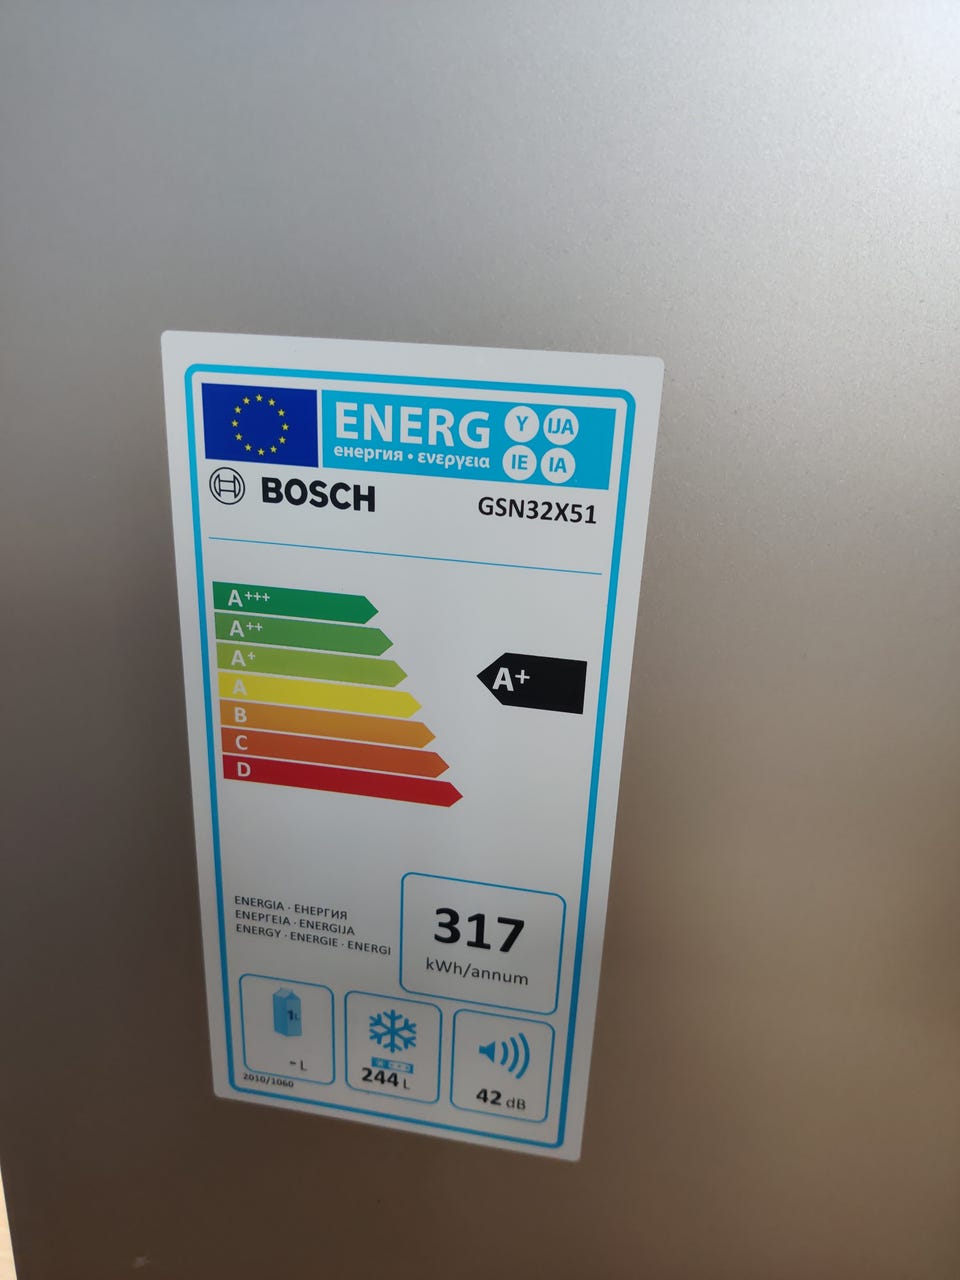 ENERG Y IJA
енергия · ενεργεια IE IA
BOSCH GSN32X51
A+++
A++
A+
A+
A
B
C
D
ENERGIA · ЕНЕРГИЯ
ΕΝΕΡΓΕΙΑ · ENERGIJA
ENERGY · ENERGIE · ENERGI
317
kWh/annum
1L
- L
244 L
42 dB
2010/1060